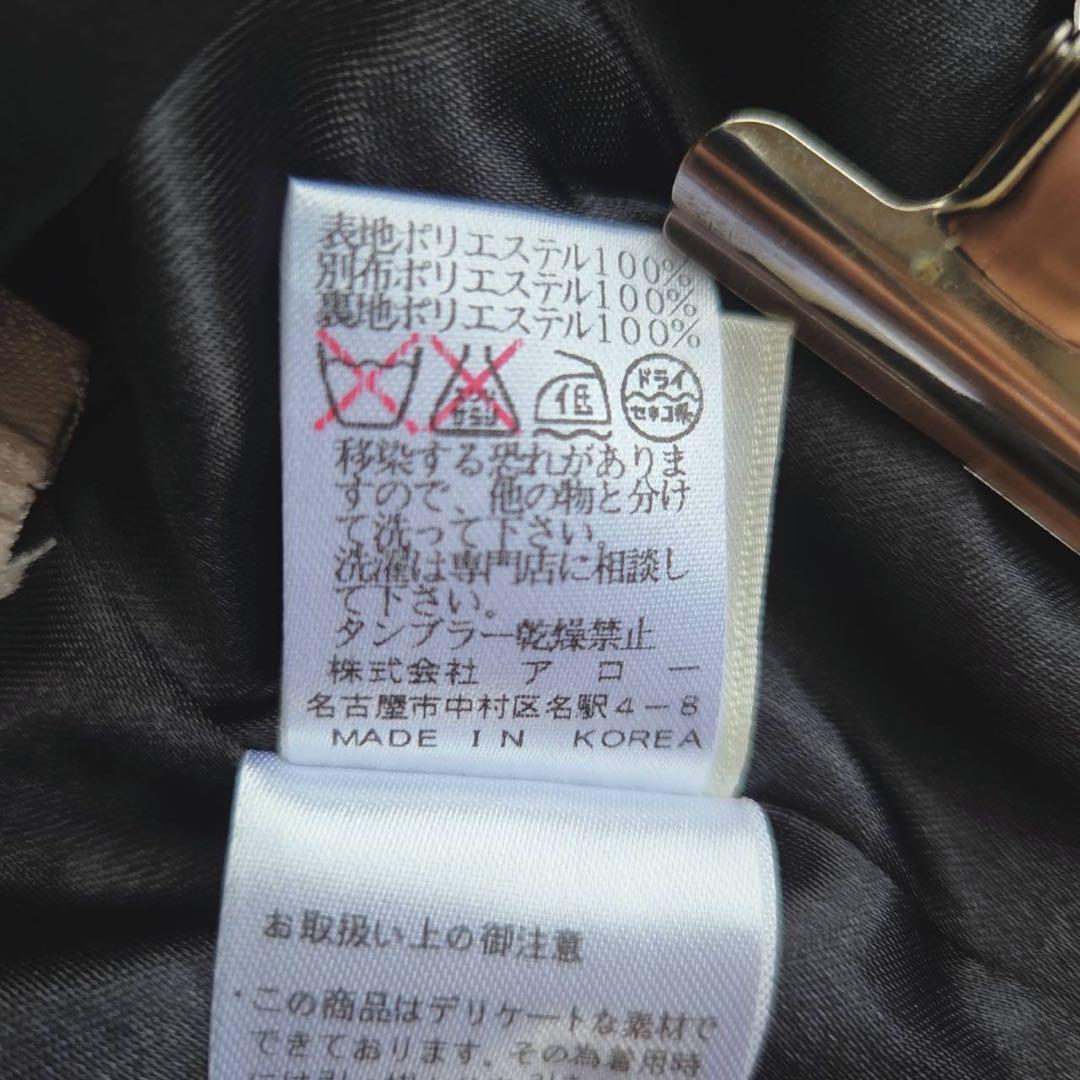 表地ポリエステル100%
別布ポリエステル100%
裏地ポリエステル100%
低
ドライ
セキユ系
移染する恐れがありま
すので、他の物と分け
て洗って下さい。
洗濯は専門店に相談し
て下さい。
タンブラー乾燥禁止
株式会社 アロー
名古屋市中村区名駅4-8
MADE IN KOREA
お取扱い上の御注意
・この商品はデリケートな素材で
できております。その為着用時